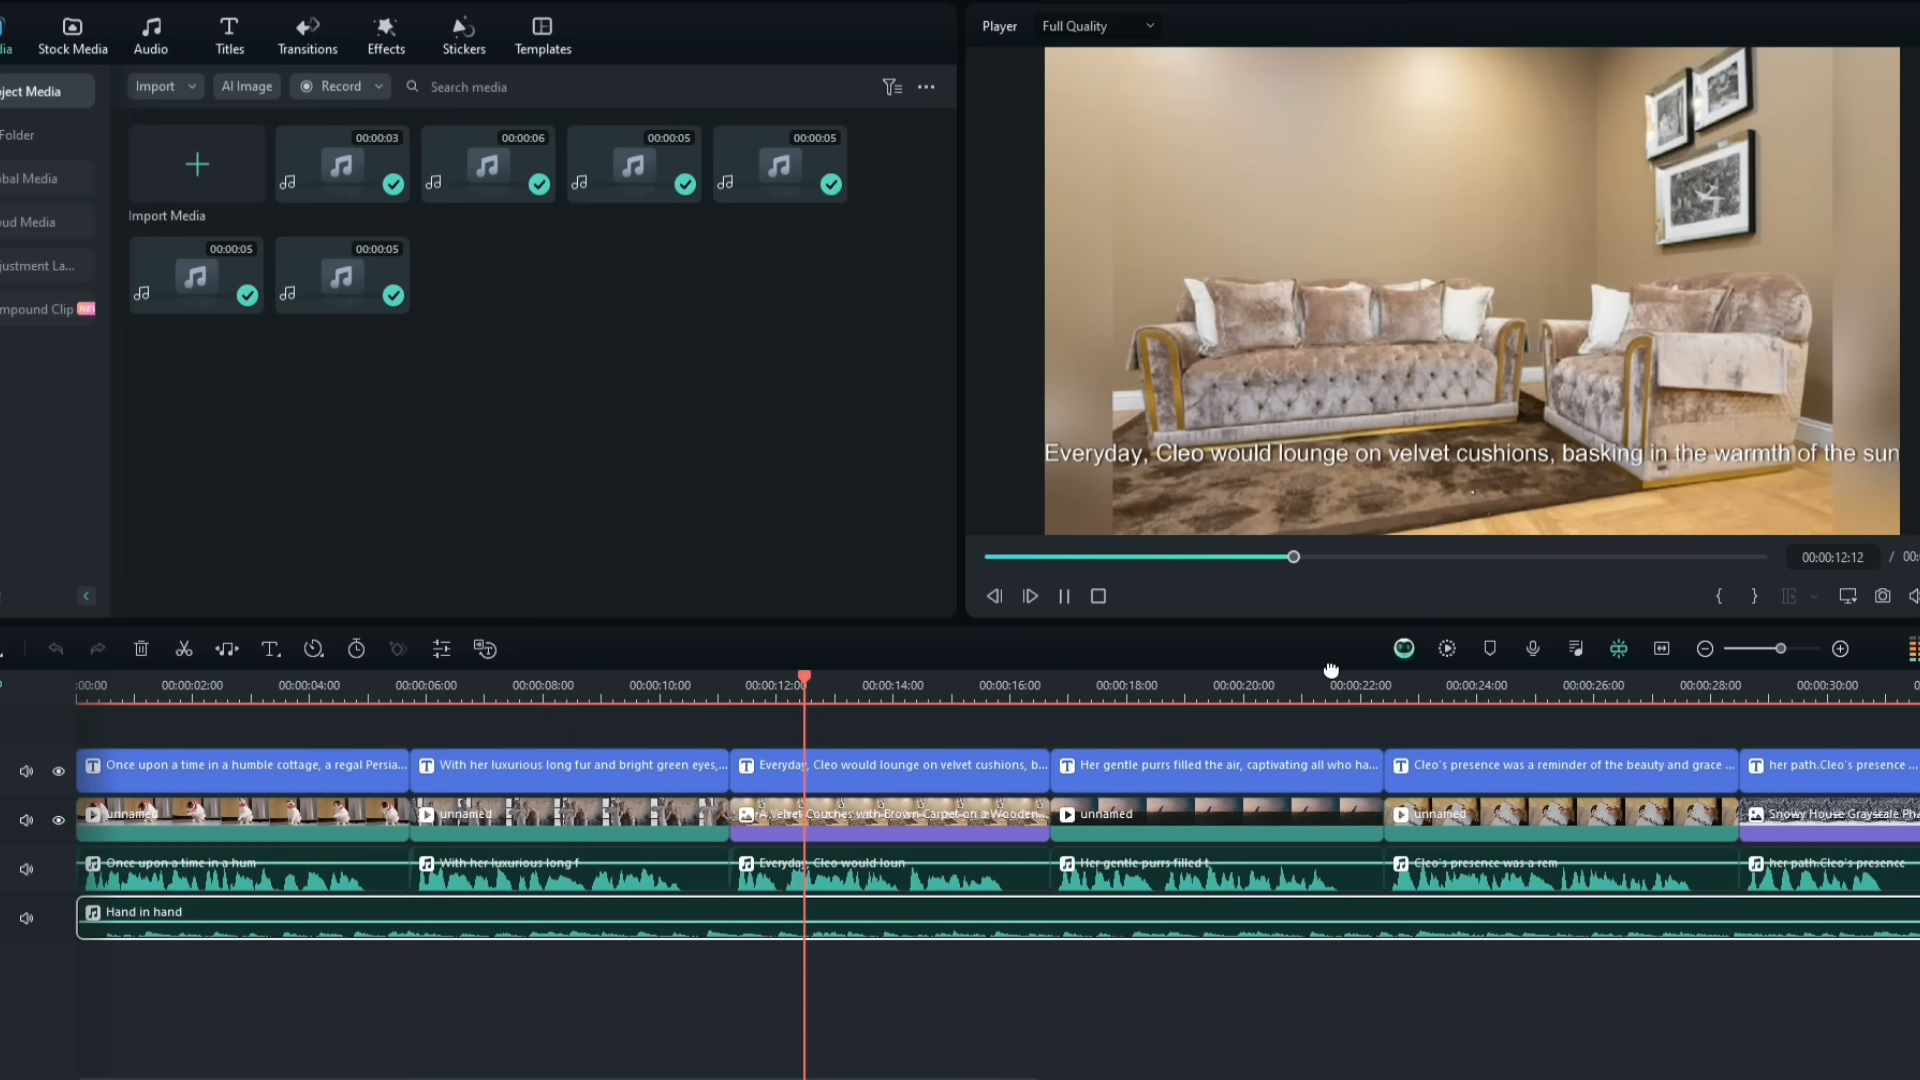 dia
Stock Media
Audio
Titles
Transitions
Effects
Stickers
Templates
Player
Full Quality
ject Media
Folder
bal Media
oud Media
justment La...
mpound Clip
Import
AI Image
Record
Search media
00:00:03
00:00:06
00:00:05
00:00:05
Import Media
00:00:05
00:00:05
Everyday, Cleo would lounge on velvet cushions, basking in the warmth of the sun
00:00:12:12
/ 00:
:00:00
00:00:02:00
00:00:04:00
00:00:06:00
00:00:08:00
00:00:10:00
00:00:12:00
00:00:14:00
00:00:16:00
00:00:18:00
00:00:20:00
00:00:22:00
00:00:24:00
00:00:26:00
00:00:28:00
00:00:30:00
Once upon a time in a humble cottage, a regal Persia...
With her luxurious long fur and bright green eyes,...
Everyday, Cleo would lounge on velvet cushions, b...
Her gentle purrs filled the air, captivating all who ha...
Cleo's presence was a reminder of the beauty and grace ...
her path.Cleo's presence ...
unnamed
unnamed
A Velvet Couches with Brown Carpet on a Wooden...
unnamed
unnamed
Snowy House Grayscale Ph
Once upon a time in a hum
With her luxurious long f
Everyday, Cleo would loun
Her gentle purrs filled t
Cleo's presence was a rem
her path.Cleo's presence
Hand in hand